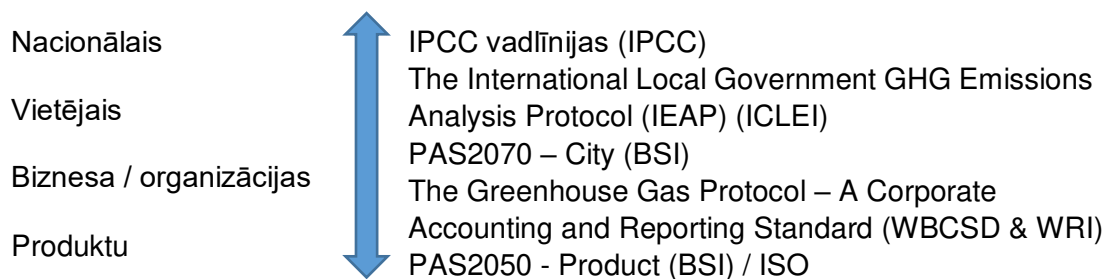 Nacionālais
Vietējais
Biznesa / organizācijas
Produktu
IPCC vadlīnijas (IPCC)
The International Local Government GHG Emissions
Analysis Protocol (IEAP) (ICLEI)
PAS2070 – City (BSI)
The Greenhouse Gas Protocol – A Corporate
Accounting and Reporting Standard (WBCSD & WRI)
PAS2050 - Product (BSI) / ISO